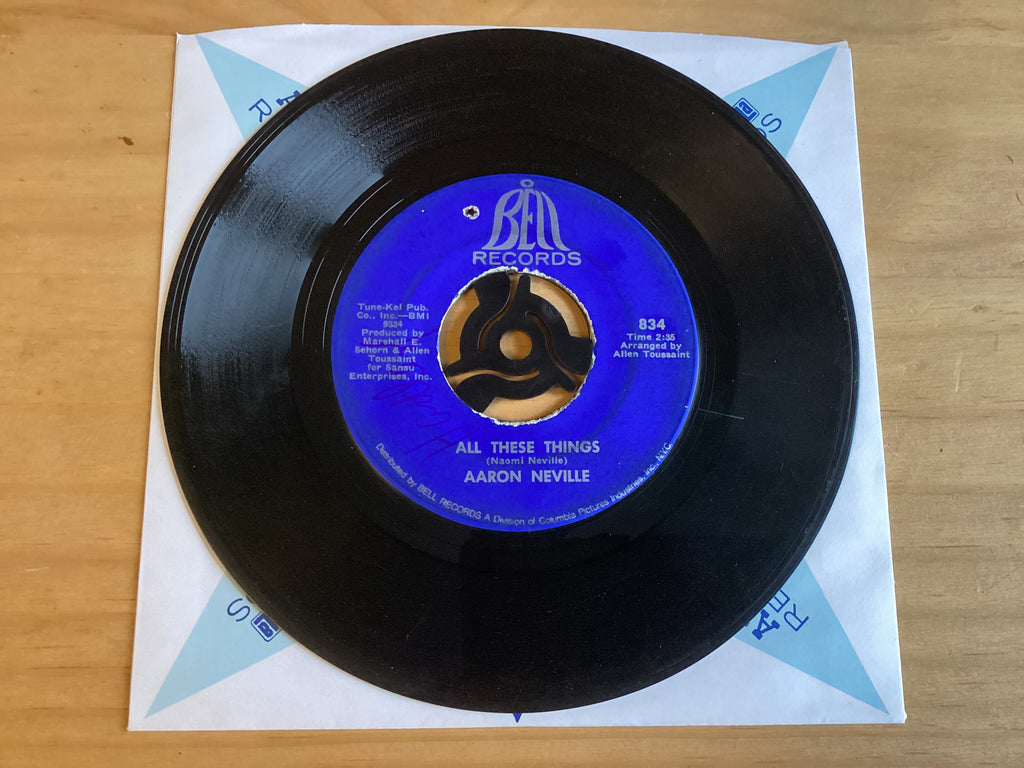 BELL
RECORDS
Tune-Kel Pub.
Co., Inc.—BMI
9334
Produced by
Marshall E.
Sehorn & Allen
Toussaint
for Sansu
Enterprises, Inc.
834
Time 2:35
Arranged by
Allen Toussaint
ALL THESE THINGS
(Naomi Neville)
AARON NEVILLE
Distributed by BELL RECORDS A Division of Columbia Pictures Industries, Inc. N.Y.C.